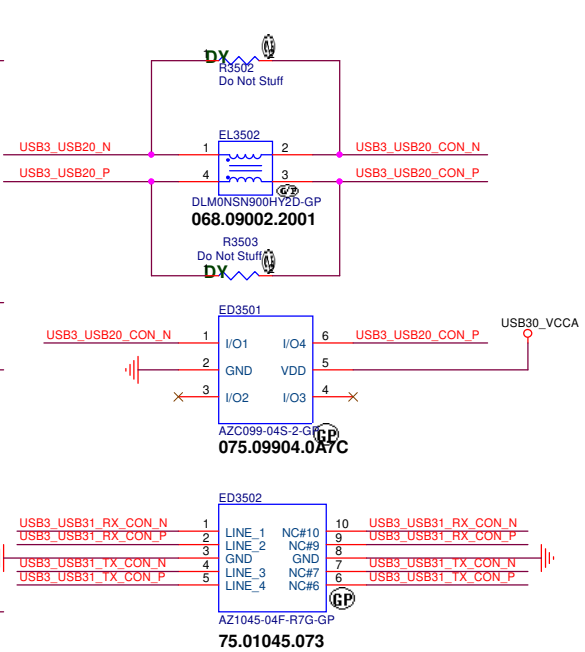 DY
R3502
Do Not Stuff
EL3502
USB3_USB20_N 1 2 USB3_USB20_CON_N
USB3_USB20_P 4 3 USB3_USB20_CON_P
DLM0NSN900HY2D-GP
068.09002.2001
R3503
Do Not Stuff
DY
ED3501
USB30_VCCA
USB3_USB20_CON_N 1 I/O1 I/O4 6 USB3_USB20_CON_P
2 GND VDD 5
3 I/O2 I/O3 4
AZC099-04S-2-GP
GP
075.09904.0A7C
ED3502
USB3_USB31_RX_CON_N 1 LINE_1 NC#10 10 USB3_USB31_RX_CON_N
USB3_USB31_RX_CON_P 2 LINE_2 NC#9 9 USB3_USB31_RX_CON_P
3 GND GND 8
USB3_USB31_TX_CON_N 4 LINE_3 NC#7 7 USB3_USB31_TX_CON_N
USB3_USB31_TX_CON_P 5 LINE_4 NC#6 6 USB3_USB31_TX_CON_P
GP
AZ1045-04F-R7G-GP
75.01045.073